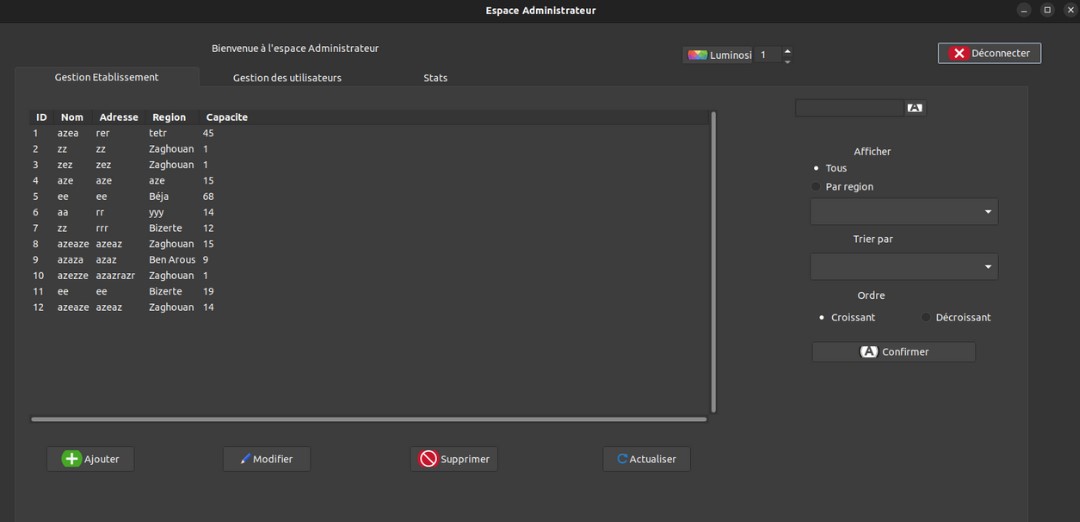 Espace Administrateur
Bienvenue à l'espace Administrateur
Luminosi 1
Déconnecter
Gestion Etablissement Gestion des utilisateurs Stats
ID Nom Adresse Region Capacite
1 azea rer tetr 45
2 zz zz Zaghouan 1
3 zez zez Zaghouan 1
4 aze aze aze 15
5 ee ee Béja 68
6 aa rr yyy 14
7 zz rrr Bizerte 12
8 azeaze azeaz Zaghouan 15
9 azaza azaz Ben Arous 9
10 azezze azazrazr Zaghouan 1
11 ee ee Bizerte 19
12 azeaze azeaz Zaghouan 14
A
Afficher
Tous
Par region
Trier par
Ordre
Croissant Décroissant
A Confirmer
Ajouter Modifier Supprimer Actualiser